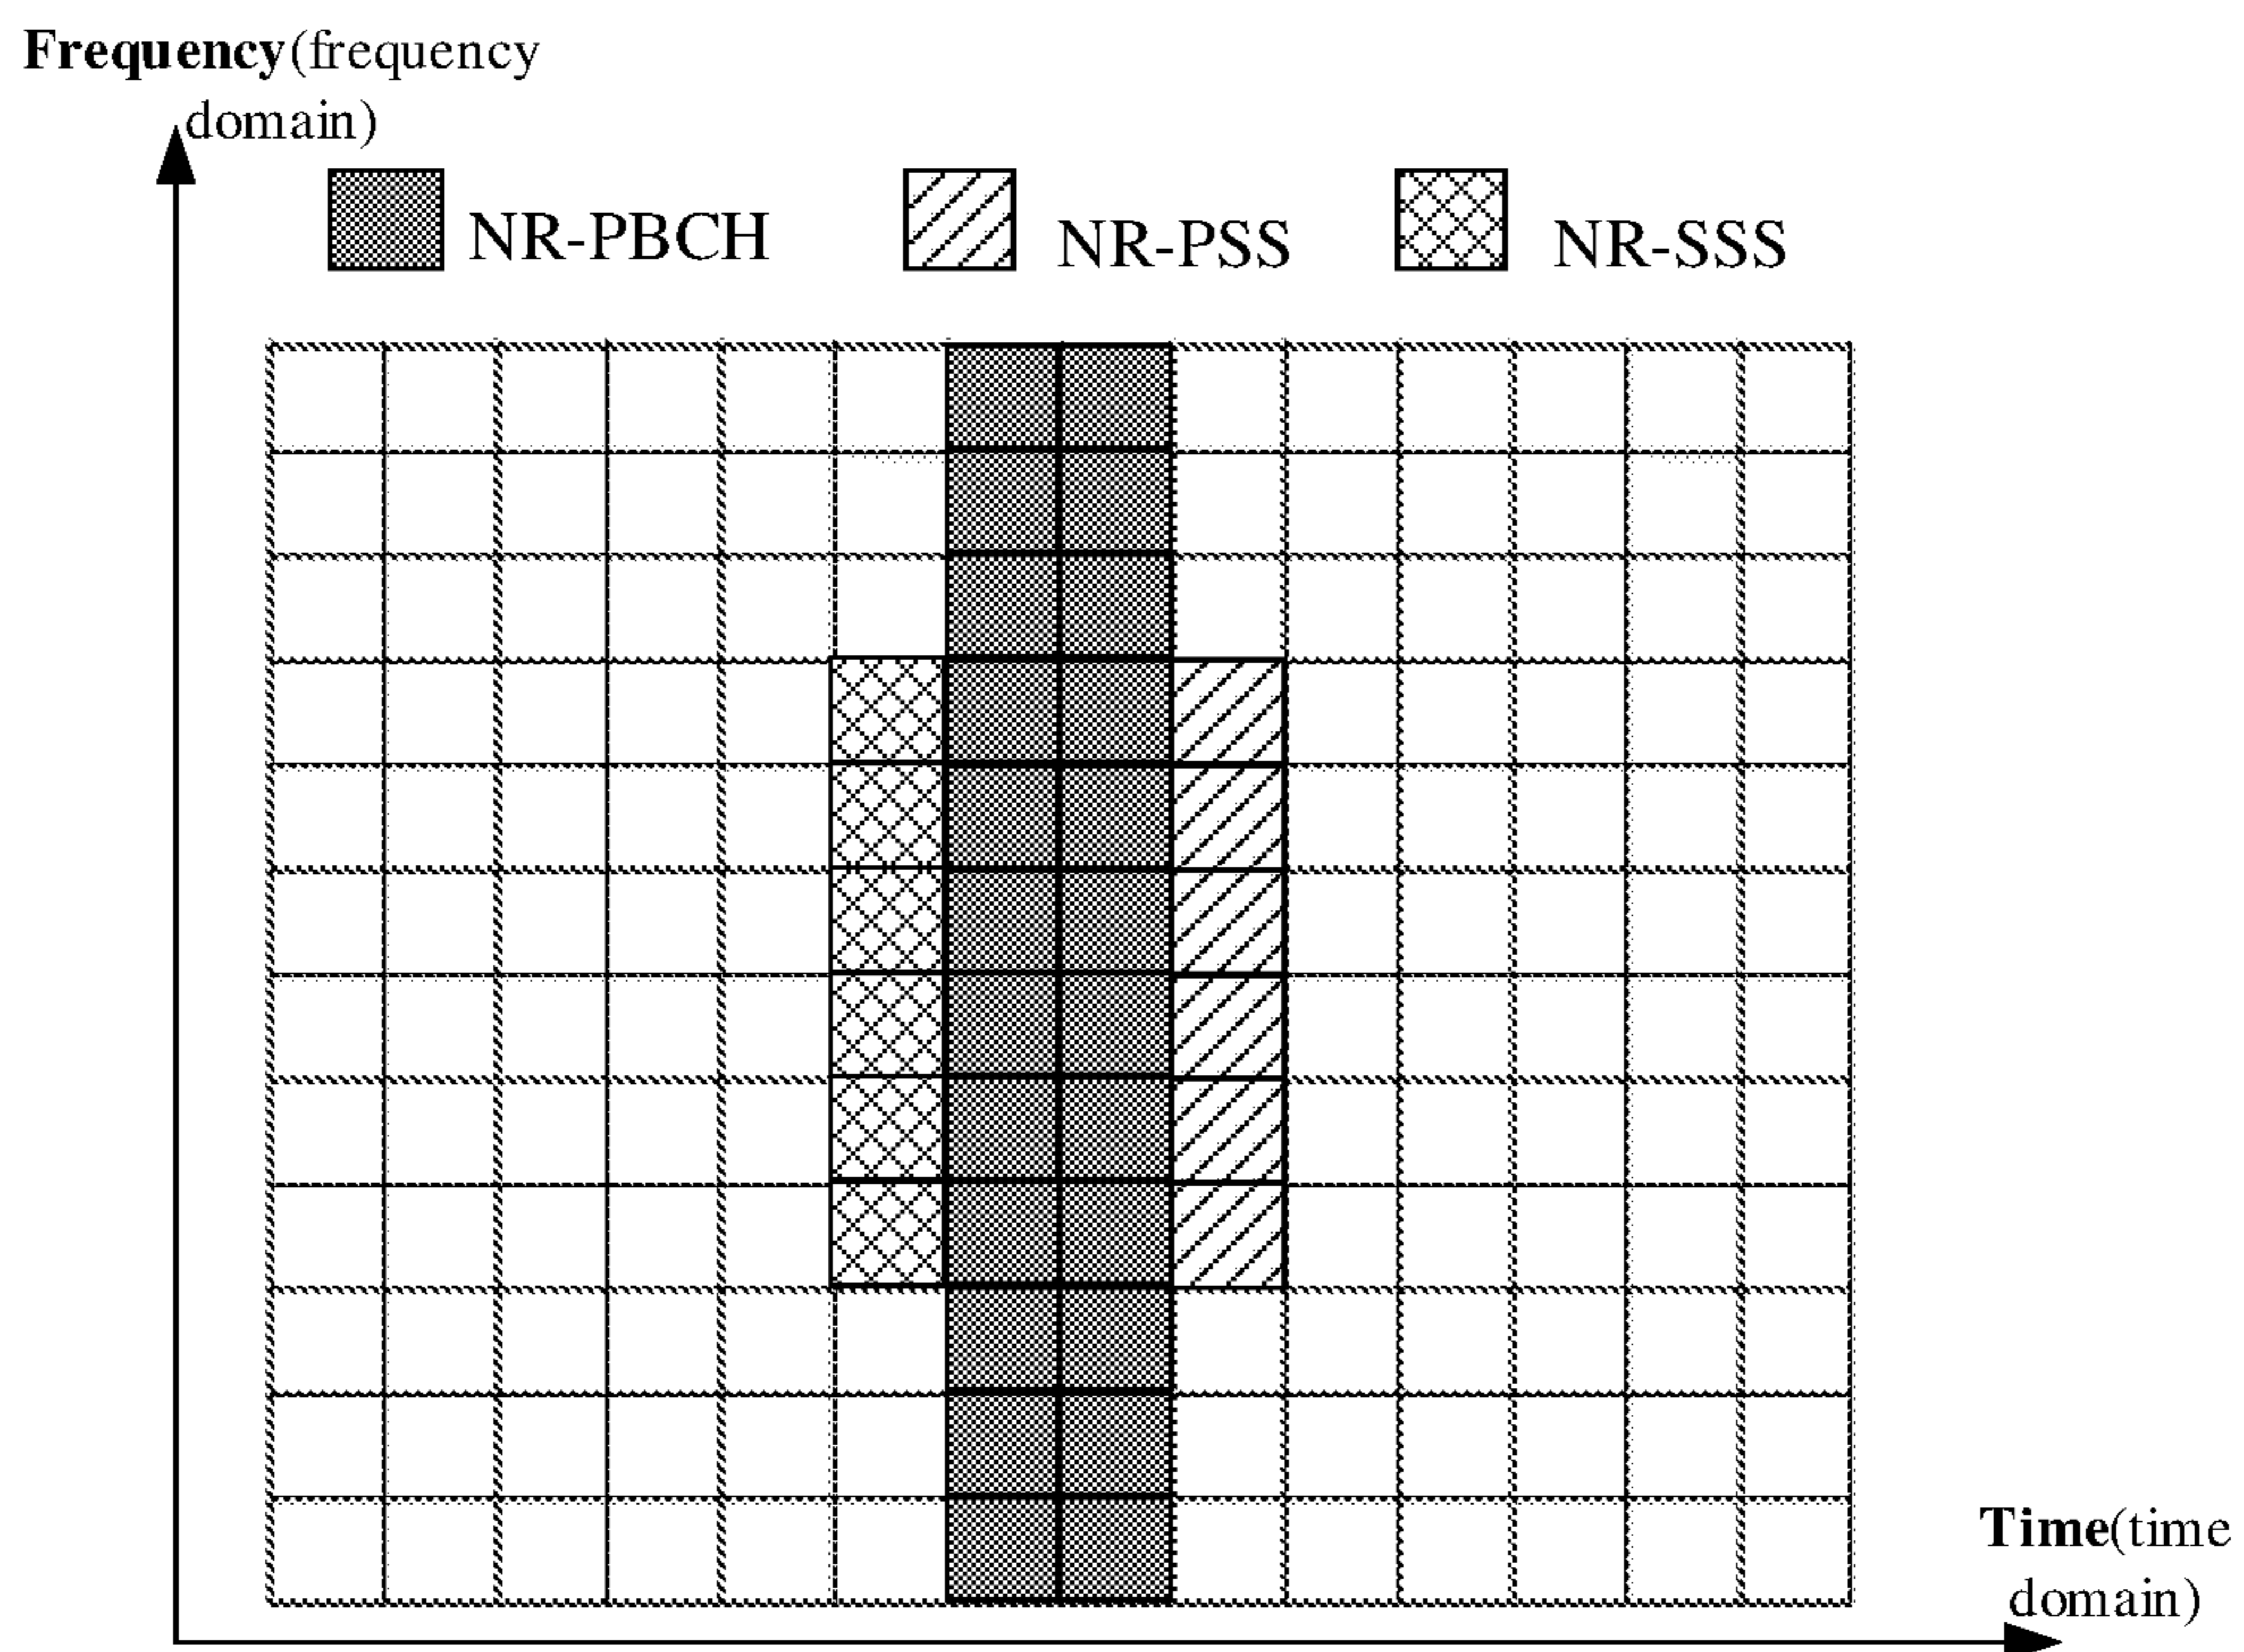 Frequency(frequency
domain)
NR-PBCH NR-PSS NR-SSS
Time(time
domain)